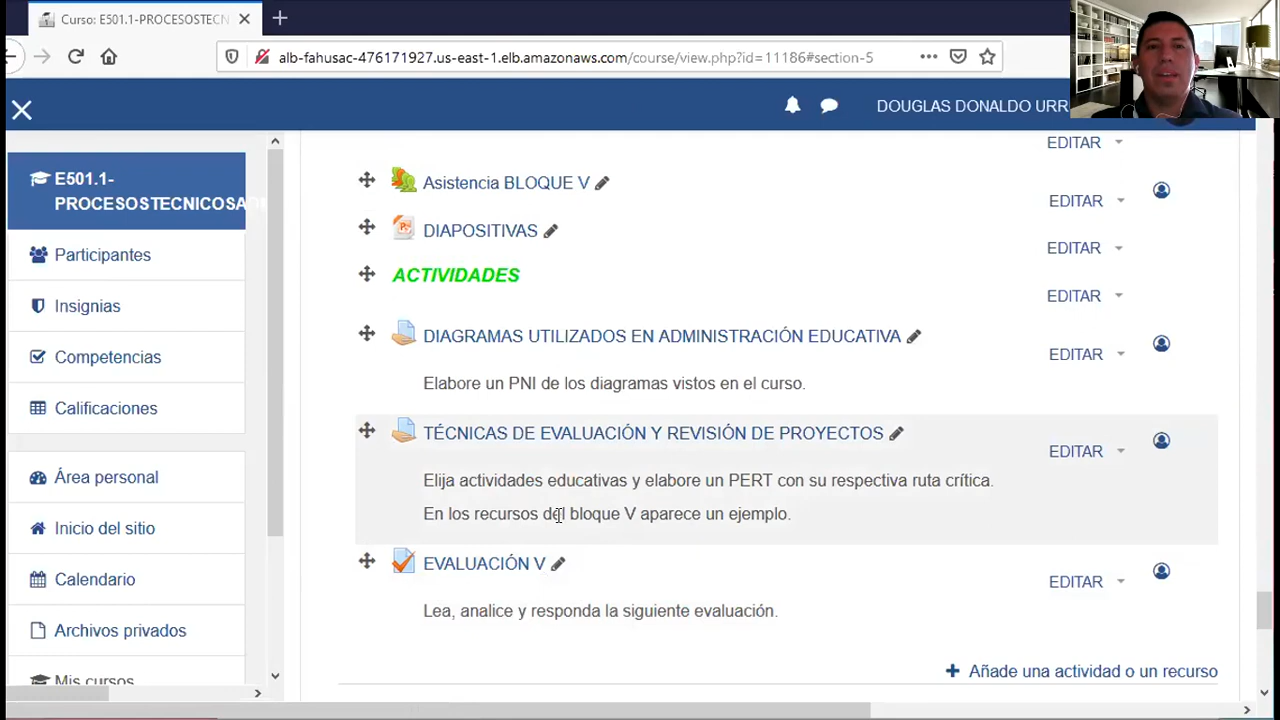 Curso: E501.1-PROCESOSTECN
alb-fahusac-476171927.us-east-1.elb.amazonaws.com/course/view.php?id=11186#section-5
DOUGLAS DONALDO URR
E501.1-
PROCESOSTECNICOSAD
Participantes
Insignias
Competencias
Calificaciones
Área personal
Inicio del sitio
Calendario
Archivos privados
Mis cursos
EDITAR
Asistencia BLOQUE V
EDITAR
DIAPOSITIVAS
EDITAR
ACTIVIDADES
EDITAR
DIAGRAMAS UTILIZADOS EN ADMINISTRACIÓN EDUCATIVA
EDITAR
Elabore un PNI de los diagramas vistos en el curso.
TÉCNICAS DE EVALUACIÓN Y REVISIÓN DE PROYECTOS
EDITAR
Elija actividades educativas y elabore un PERT con su respectiva ruta crítica.
En los recursos del bloque V aparece un ejemplo.
EVALUACIÓN V
EDITAR
Lea, analice y responda la siguiente evaluación.
Añade una actividad o un recurso